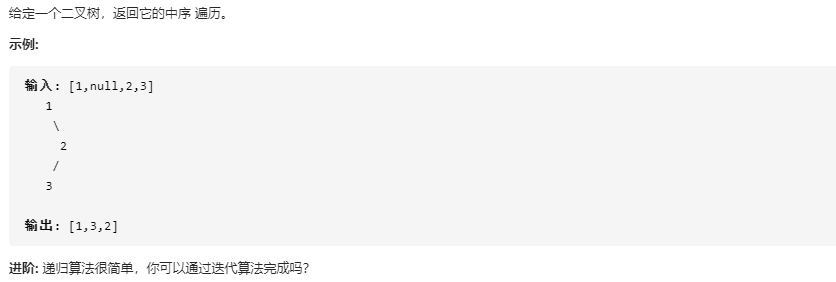 给定一个二叉树，返回它的中序 遍历。
示例:
输入: [1,null,2,3]
   1
    \
     2
    /
   3
输出: [1,3,2]
进阶: 递归算法很简单，你可以通过迭代算法完成吗？